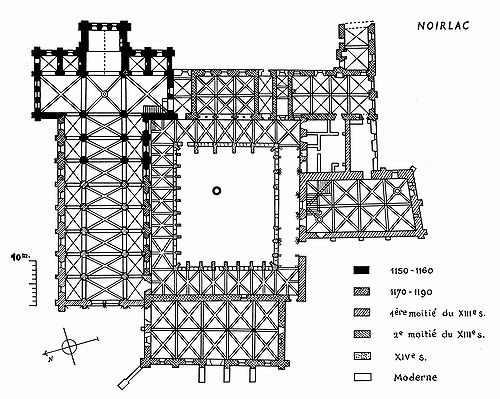 NOIRLAC
10m.
N
1150-1160
1170-1190
1ère moitié du XIIIe s.
2e moitié du XIIIe s.
XIVe s.
Moderne